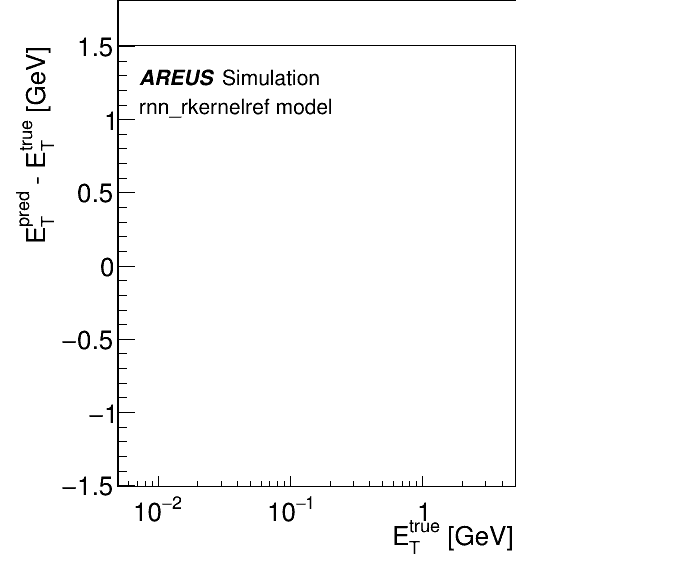 1.5
AREUS Simulation
rnn_rkernelref model
1
0.5
0
−0.5
−1
−1.5
E_T^pred - E_T^true [GeV]
10^−2 10^−1 1
E_T^true [GeV]